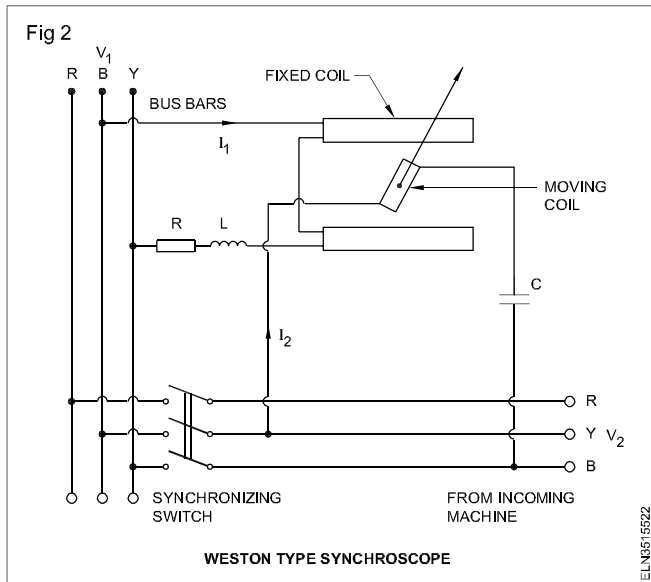 Fig 2
V1
R B Y
BUS BARS
FIXED COIL
I1
MOVING
COIL
R L
C
I2
R
Y V2
B
SYNCHRONIZING
SWITCH
FROM INCOMING
MACHINE
WESTON TYPE SYNCHROSCOPE
ELN3515522